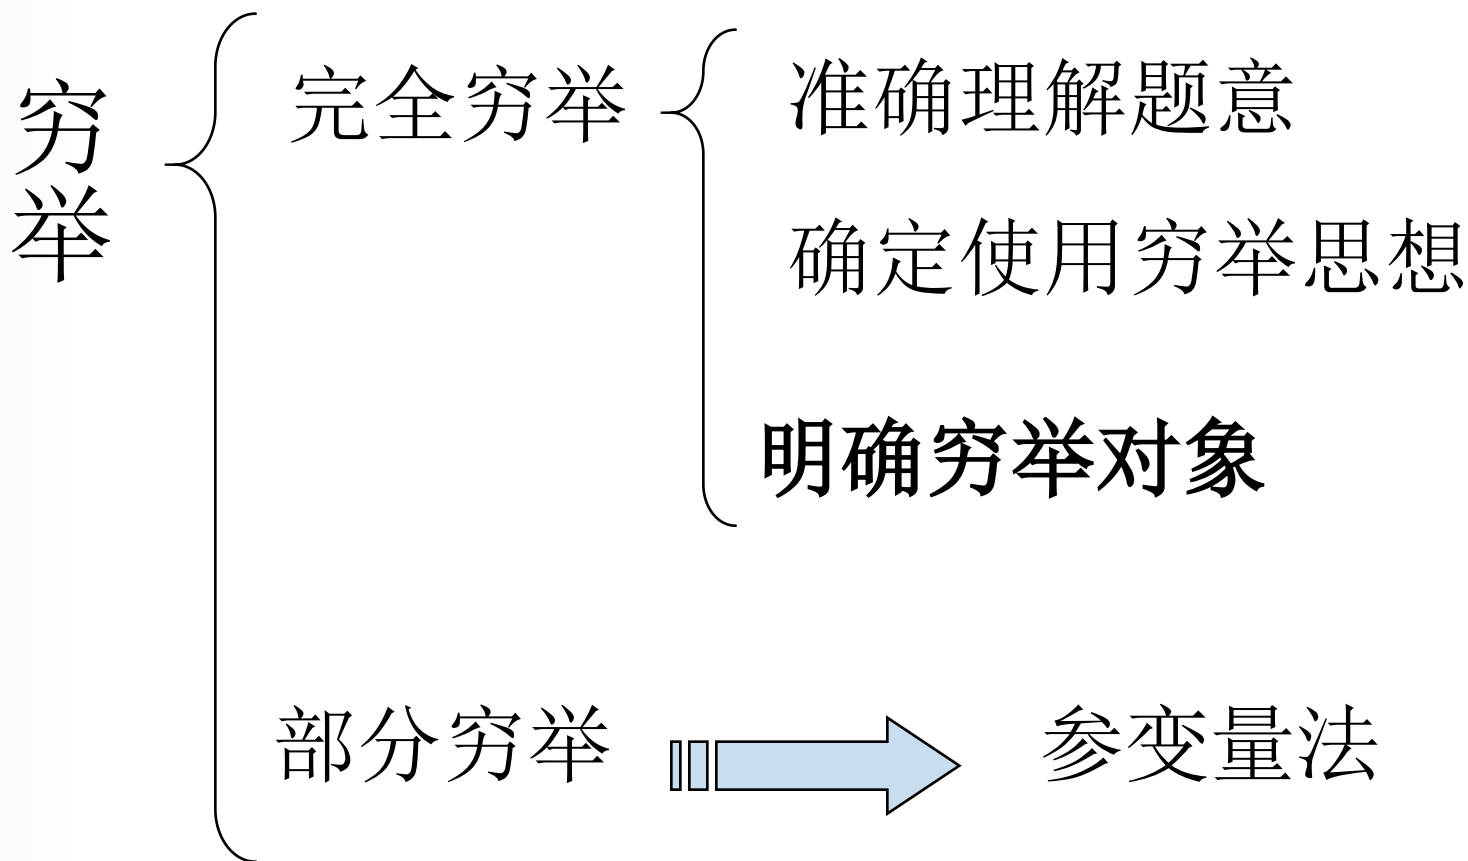 穷举
完全穷举
准确理解题意
确定使用穷举思想
明确穷举对象
部分穷举
参变量法